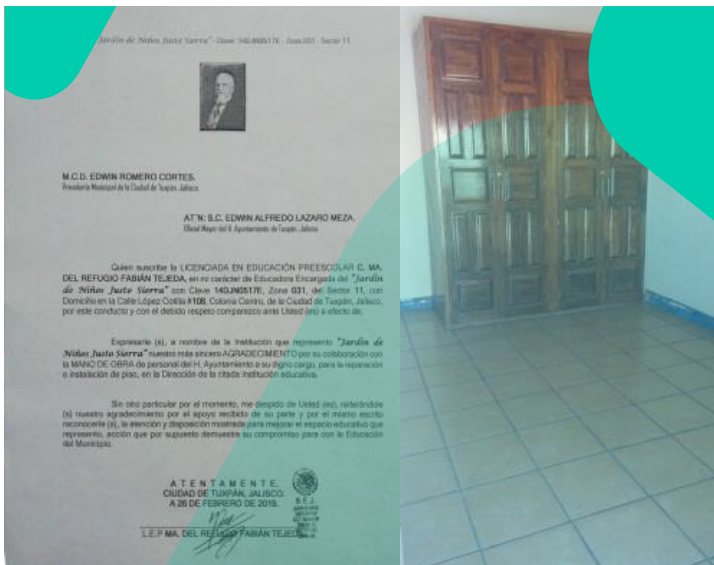 "Jardín de Niños Justo Sierra" - Clave: 14DJN0517E - Zona 031 - Sector 11
M.C.D. EDWIN ROMERO CORTES.
Presidente Municipal de la Ciudad de Tuxpán, Jalisco.
AT´N: S.C. EDWIN ALFREDO LAZARO MEZA.
Oficial Mayor del H. Ayuntamiento de Tuxpán, Jalisco.
Quien suscribe la LICENCIADA EN EDUCACIÓN PREESCOLAR C. MA.
DEL REFUGIO FABIÁN TEJEDA, en mi carácter de Educadora Encargada del "Jardín
de Niños Justo Sierra" con Clave 14DJN0517E, Zona 031, del Sector 11, con
Domicilio en la Calle López Cotilla #108, Colonia Centro, de la Ciudad de Tuxpán, Jalisco,
por este conducto y con el debido respeto comparezco ante Usted (es) a efecto de.
Expresarle (s), a nombre de la Institución que represento "Jardín de
Niños Justo Sierra" nuestro más sincero AGRADECIMIENTO por su colaboración con
la MANO DE OBRA de personal del H. Ayuntamiento a su digno cargo, para la reparación
e instalación de piso, en la Dirección de la citada institución educativa.
Sin otro particular por el momento, me despido de Usted (es), reiterándole
(s) nuestro agradecimiento por el apoyo recibido de su parte y por el mismo escrito
reconocerle (s), la atención y disposición mostrada para mejorar el espacio educativo que
represento, acción que por supuesto demuestra su compromiso para con la Educación
del Municipio.
A T E N T A M E N T E.
CIUDAD DE TUXPÁN, JALISCO.
A 26 DE FEBRERO DE 2019.
S.E.J.
L.E.P MA. DEL REFUGIO FABIÁN TEJEDA